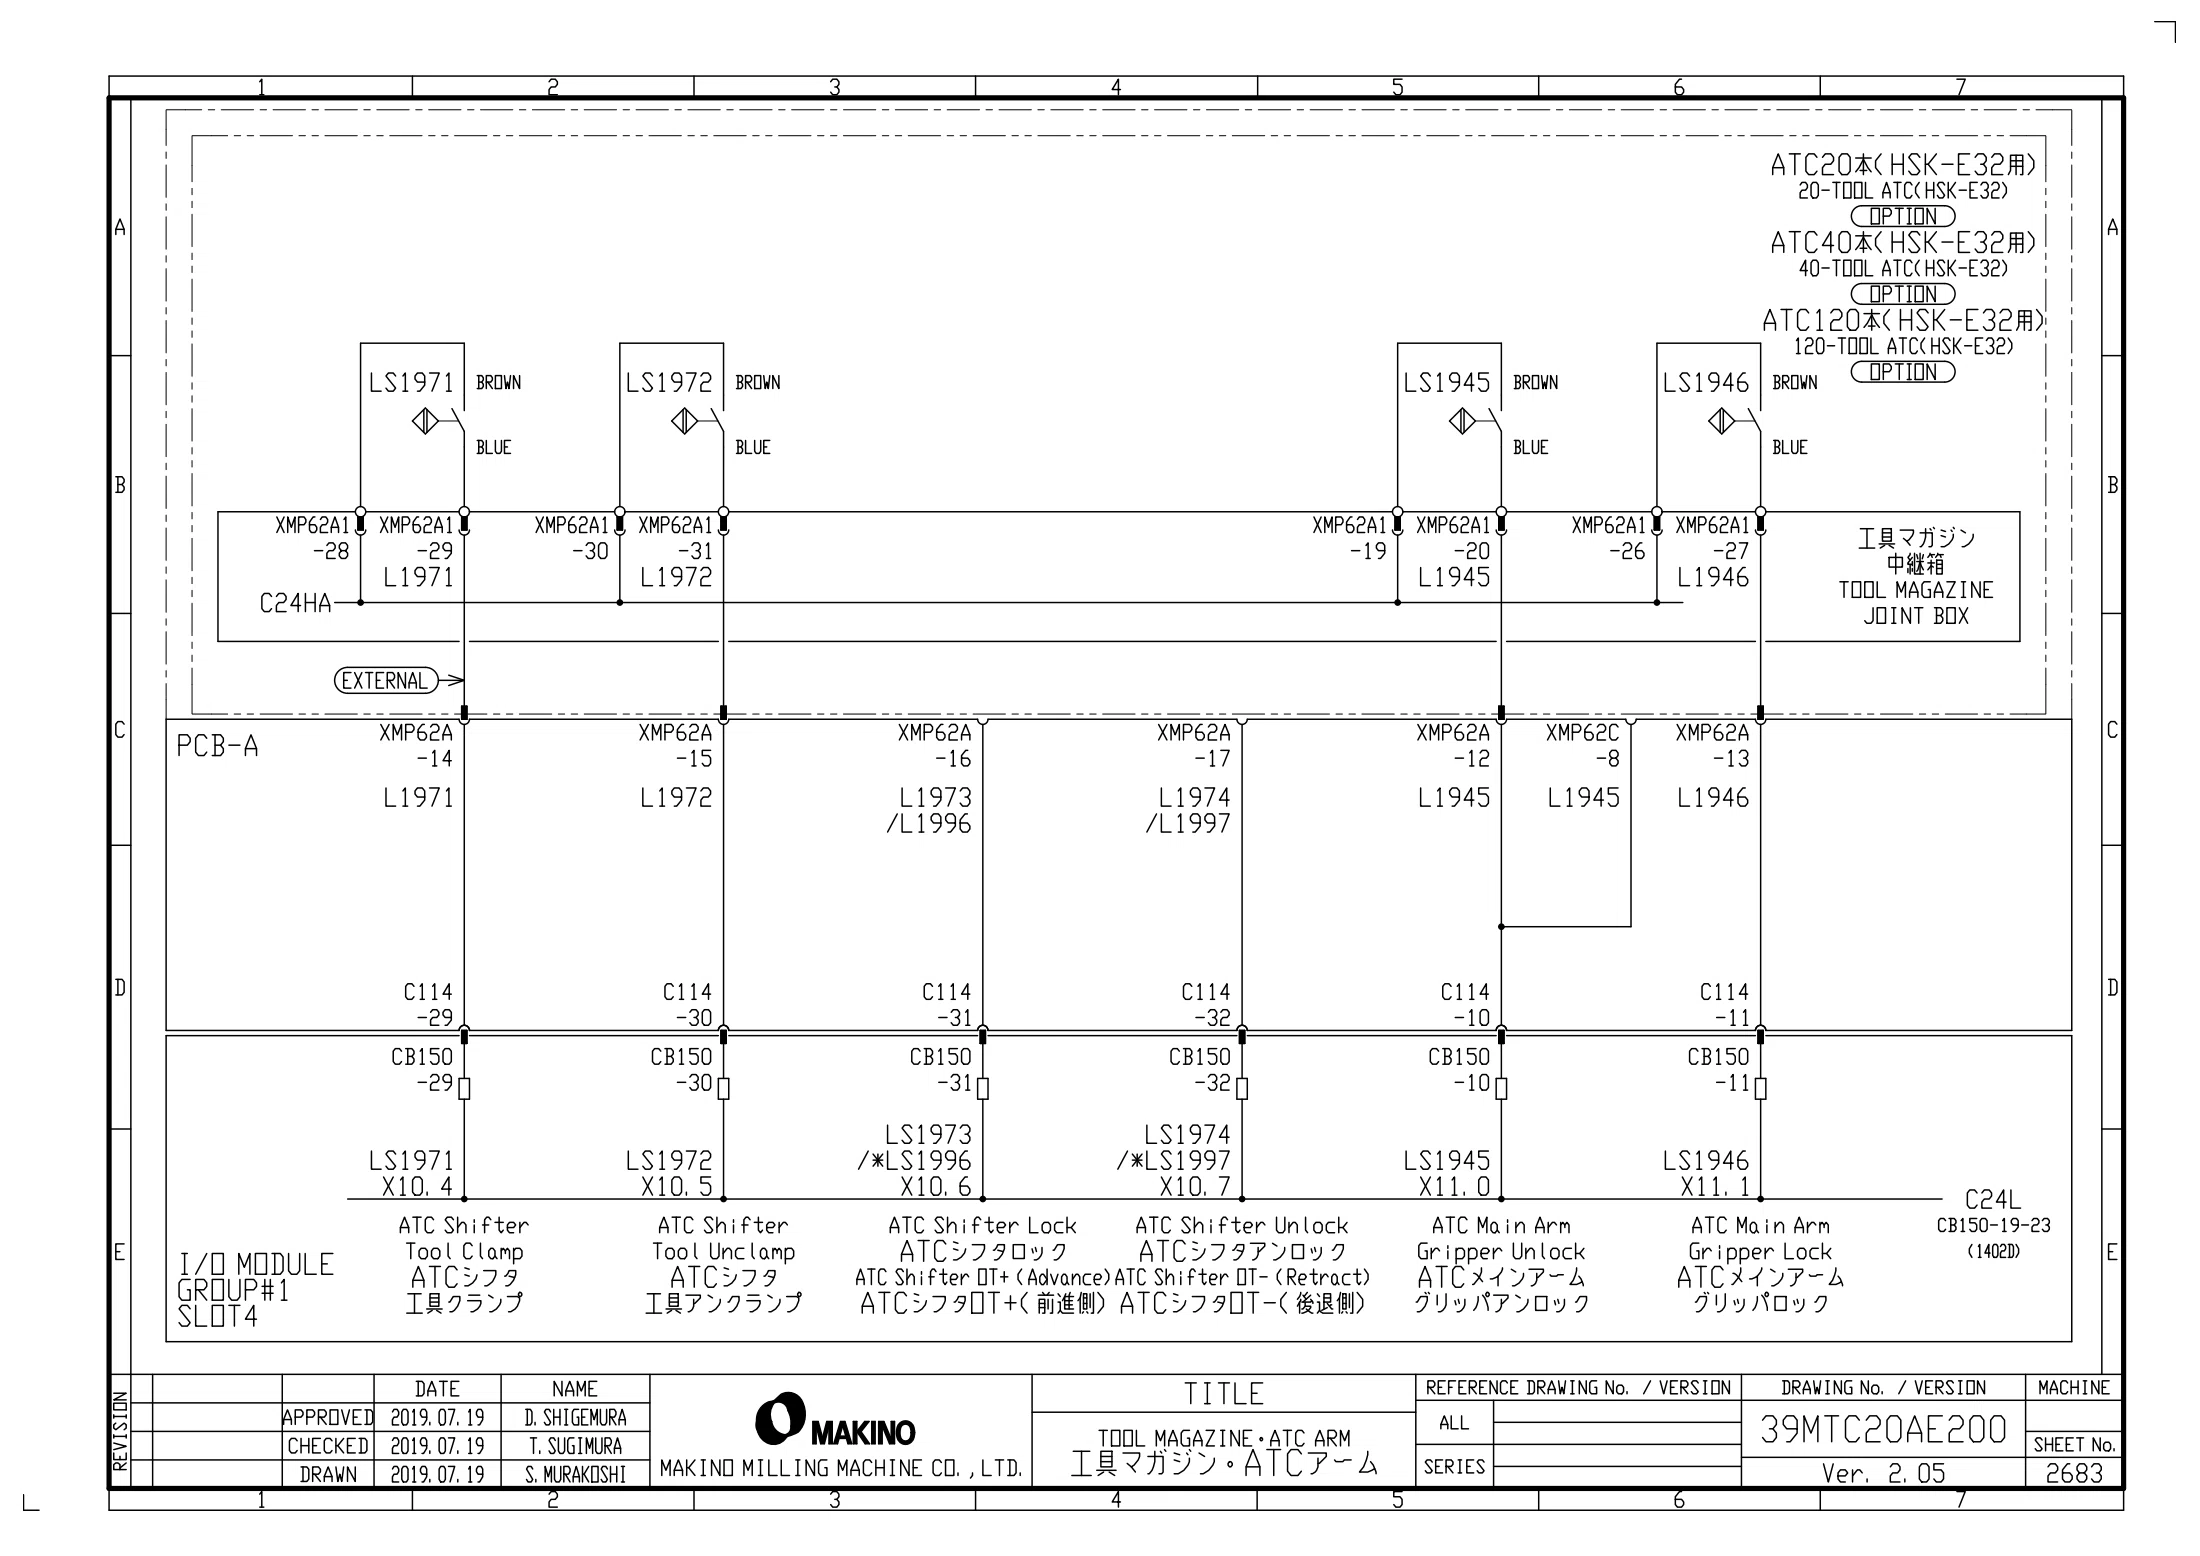 1 2 3 4 5 6 7
ATC20本(HSK-E32用)
20-TOOL ATC(HSK-E32)
OPTION
ATC40本(HSK-E32用)
40-TOOL ATC(HSK-E32)
OPTION
ATC120本(HSK-E32用)
120-TOOL ATC(HSK-E32)
OPTION
A A
LS1971 BROWN LS1972 BROWN LS1945 BROWN LS1946 BROWN
BLUE BLUE BLUE BLUE
B B
XMP62A1 XMP62A1 XMP62A1 XMP62A1 XMP62A1 XMP62A1 XMP62A1 XMP62A1
-28 -29 -30 -31 -19 -20 -26 -27
L1971 L1972 L1945 L1946
工具マガジン
中継箱
TOOL MAGAZINE
JOINT BOX
C24HA
EXTERNAL
C C
PCB-A
XMP62A XMP62A XMP62A XMP62A XMP62A XMP62C XMP62A
-14 -15 -16 -17 -12 -8 -13
L1971 L1972 L1973 L1974 L1945 L1945 L1946
/L1996 /L1997
D D
C114 C114 C114 C114 C114 C114
-29 -30 -31 -32 -10 -11
CB150 CB150 CB150 CB150 CB150 CB150
-29 -30 -31 -32 -10 -11
LS1973 LS1974
LS1971 LS1972 /*LS1996 /*LS1997 LS1945 LS1946
X10.4 X10.5 X10.6 X10.7 X11.0 X11.1
C24L
CB150-19-23
(1402D)
E E
I/O MODULE
GROUP#1
SLOT4
ATC Shifter
Tool Clamp
ATCシフタ
工具クランプ
ATC Shifter
Tool Unclamp
ATCシフタ
工具アンクランプ
ATC Shifter Lock
ATCシフタロック
ATC Shifter OT+(Advance)
ATCシフタOT+(前進側)
ATC Shifter Unlock
ATCシフタアンロック
ATC Shifter OT-(Retract)
ATCシフタOT-(後退側)
ATC Main Arm
Gripper Unlock
ATCメインアーム
グリッパアンロック
ATC Main Arm
Gripper Lock
ATCメインアーム
グリッパロック
REVISION
DATE NAME
APPROVED 2019.07.19 D. SHIGEMURA
CHECKED 2019.07.19 T. SUGIMURA
DRAWN 2019.07.19 S. MURAKOSHI
MAKINO
MAKINO MILLING MACHINE CO.,LTD.
TITLE
TOOL MAGAZINE・ATC ARM
工具マガジン・ATCアーム
REFERENCE DRAWING No. / VERSION
ALL
SERIES
DRAWING No. / VERSION
39MTC20AE200
Ver. 2.05
MACHINE
SHEET No.
2683
1 2 3 4 5 6 7